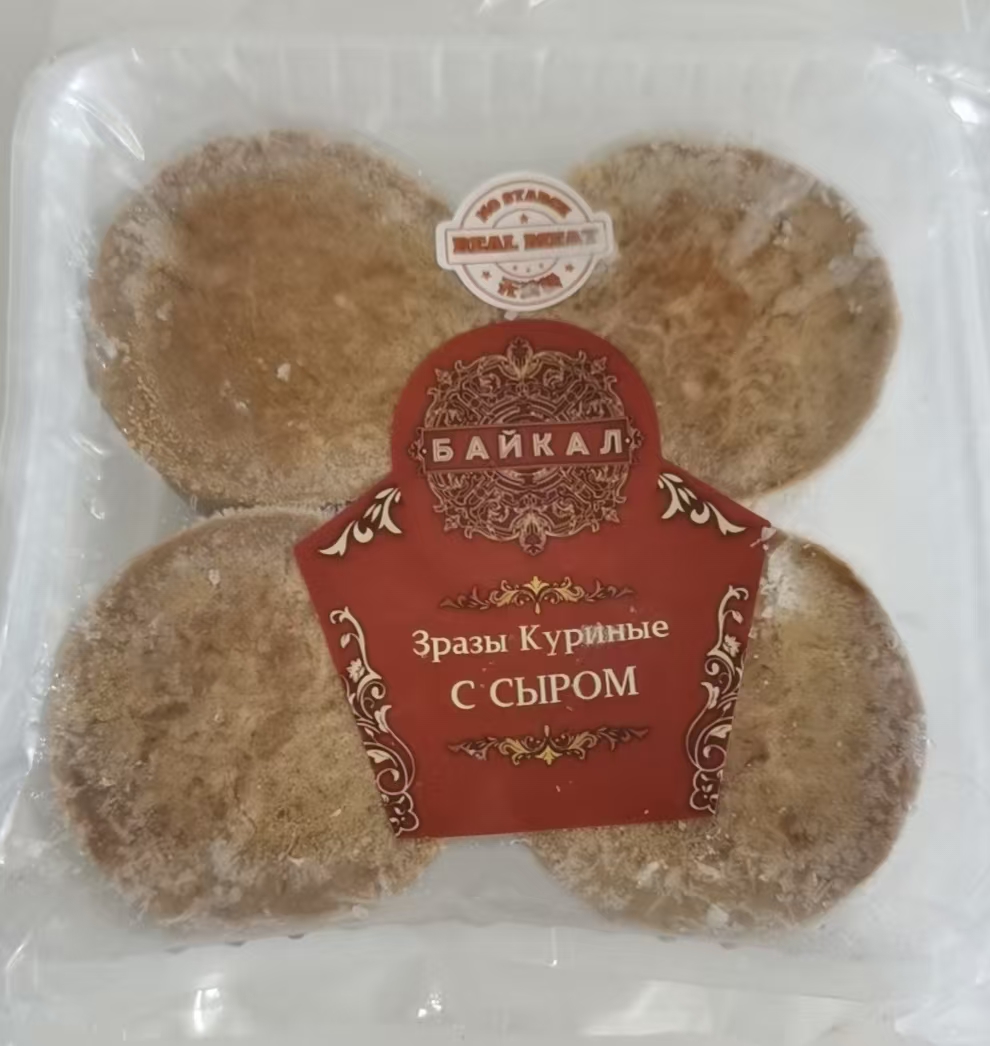 NO STARCH
REAL MEAT
БАЙКАЛ
Зразы Куриные
С СЫРОМ